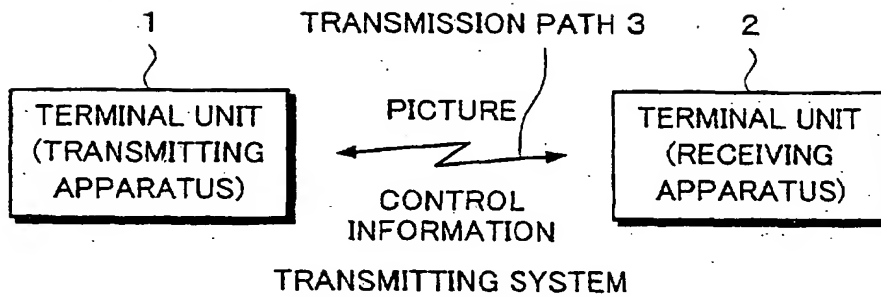 1
TRANSMISSION PATH 3
2
TERMINAL UNIT
(TRANSMITTING
APPARATUS)
PICTURE
CONTROL
INFORMATION
TERMINAL UNIT
(RECEIVING
APPARATUS)
TRANSMITTING SYSTEM